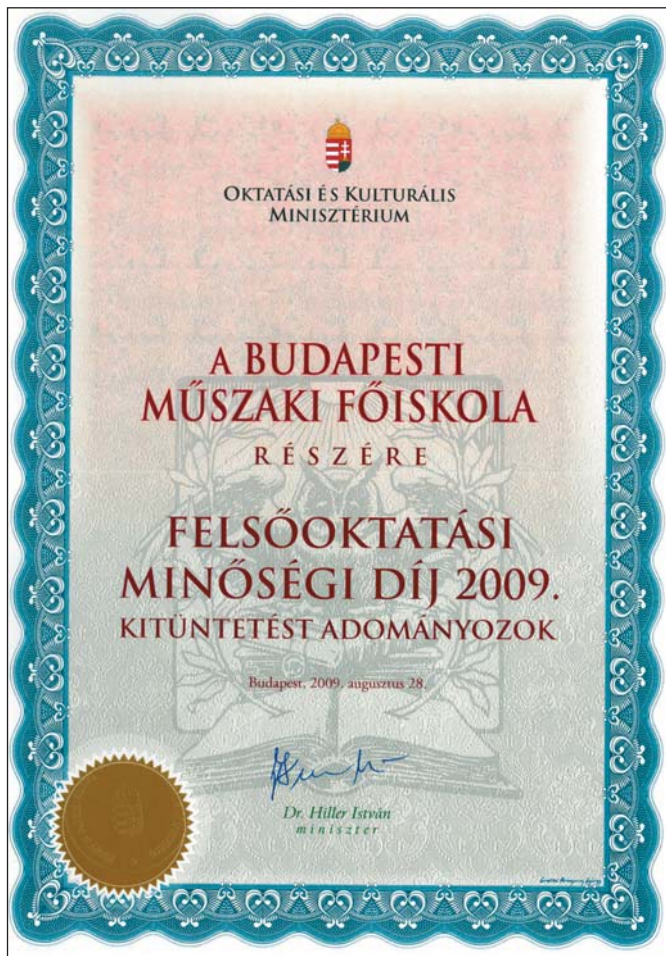 OKTATÁSI ÉS KULTURÁLIS
MINISZTÉRIUM
A BUDAPESTI
MŰSZAKI FŐISKOLA
RÉSZÉRE
FELSŐOKTATÁSI
MINŐSÉGI DÍJ 2009.
KITÜNTETÉST ADOMÁNYOZOK
Budapest, 2009. augusztus 28.
Dr. Hiller István
miniszter